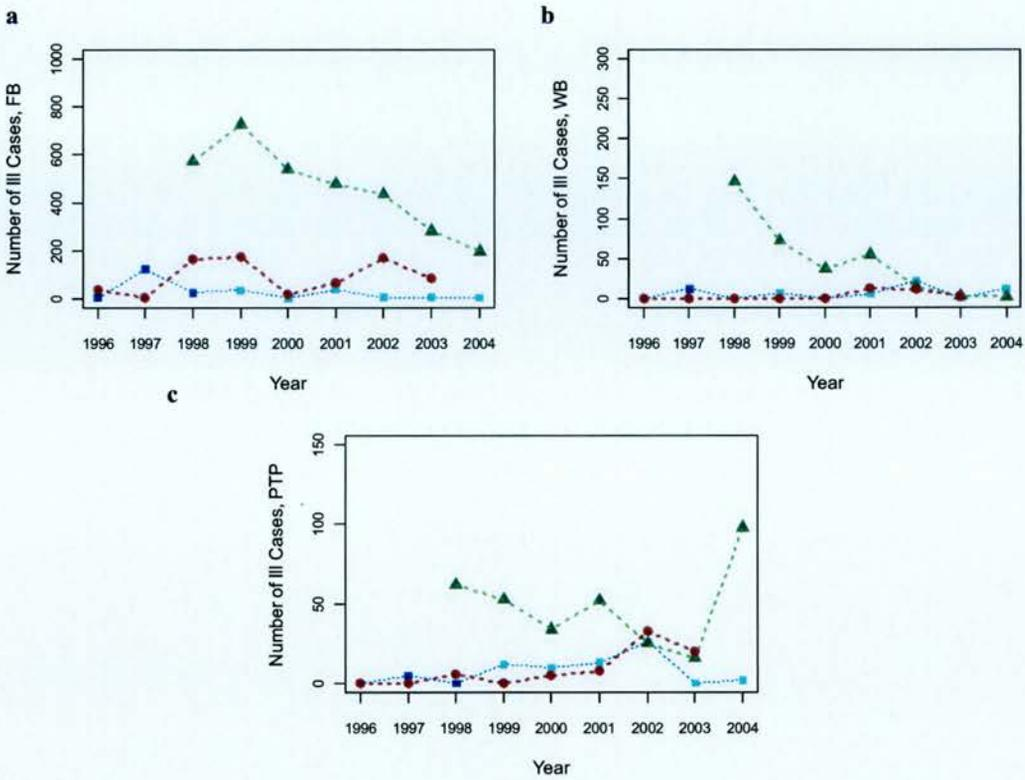 a
Number of Ill Cases, FB
0 200 400 600 800 1000
1996 1997 1998 1999 2000 2001 2002 2003 2004
Year
b
Number of Ill Cases, WB
0 50 100 150 200 250 300
1996 1997 1998 1999 2000 2001 2002 2003 2004
Year
c
Number of Ill Cases, PTP
0 50 100 150
1996 1997 1998 1999 2000 2001 2002 2003 2004
Year